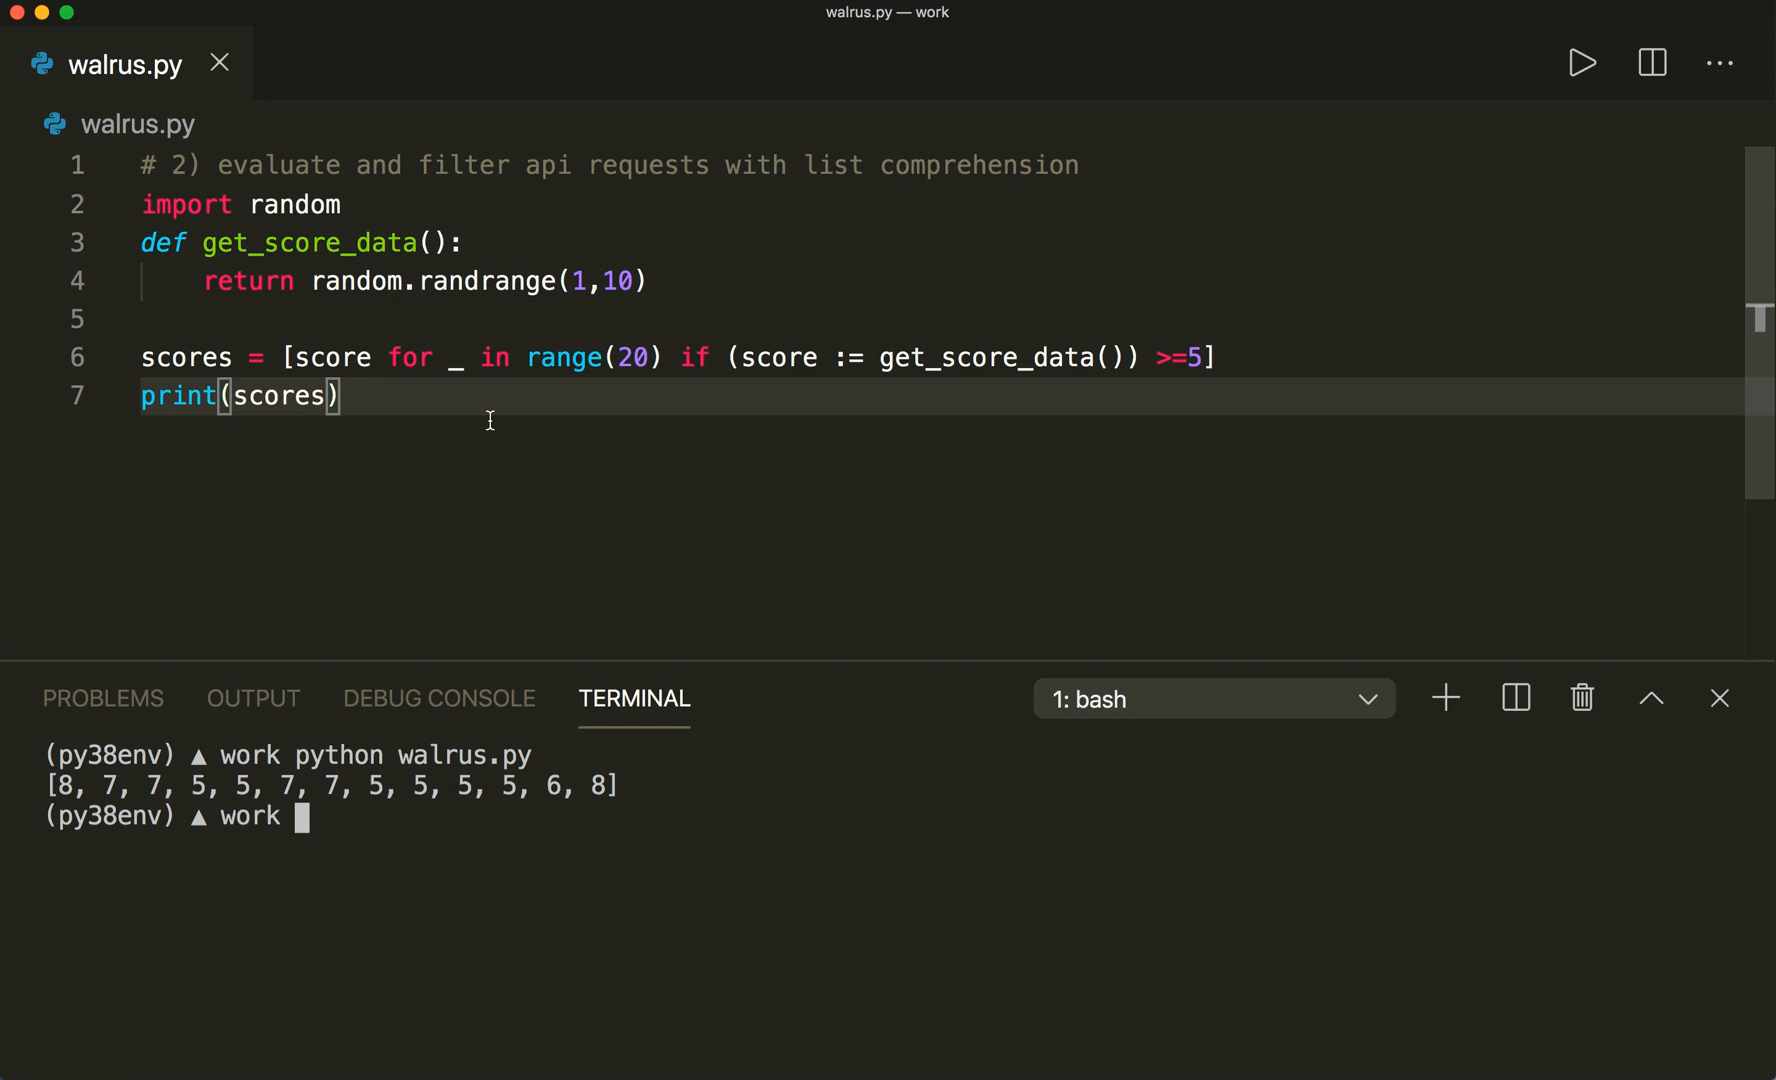 walrus.py — work
walrus.py
walrus.py
1 # 2) evaluate and filter api requests with list comprehension
2 import random
3 def get_score_data():
4     return random.randrange(1,10)
5
6 scores = [score for _ in range(20) if (score := get_score_data()) >=5]
7 print(scores)
PROBLEMS OUTPUT DEBUG CONSOLE TERMINAL 1: bash
(py38env) ▲ work python walrus.py
[8, 7, 7, 5, 5, 7, 7, 5, 5, 5, 5, 6, 8]
(py38env) ▲ work